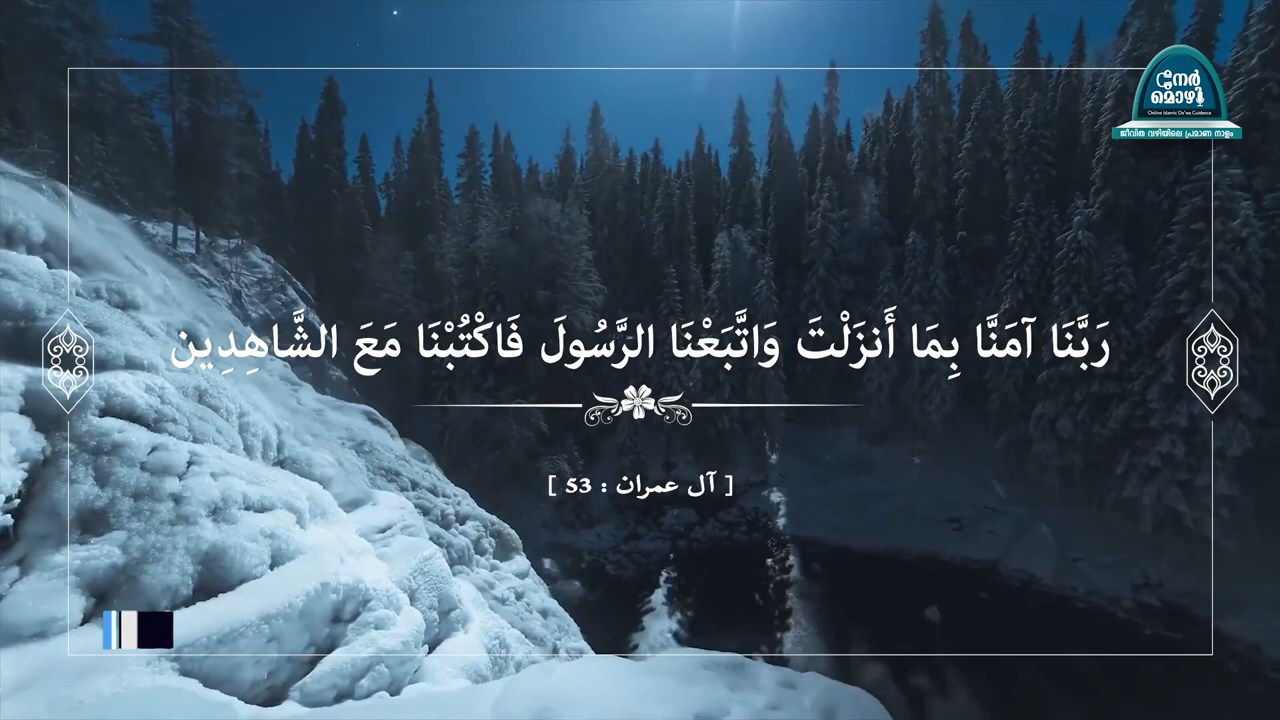 നേർ
മൊഴി
Online Islamic Da'wa Guidance
ജീവിത വഴിയിലെ പ്രമാണ നാളം
رَبَّنَا آمَنَّا بِمَا أَنزَلْتَ وَاتَّبَعْنَا الرَّسُولَ فَاكْتُبْنَا مَعَ الشَّاهِدِين
[ آل عمران : 53 ]